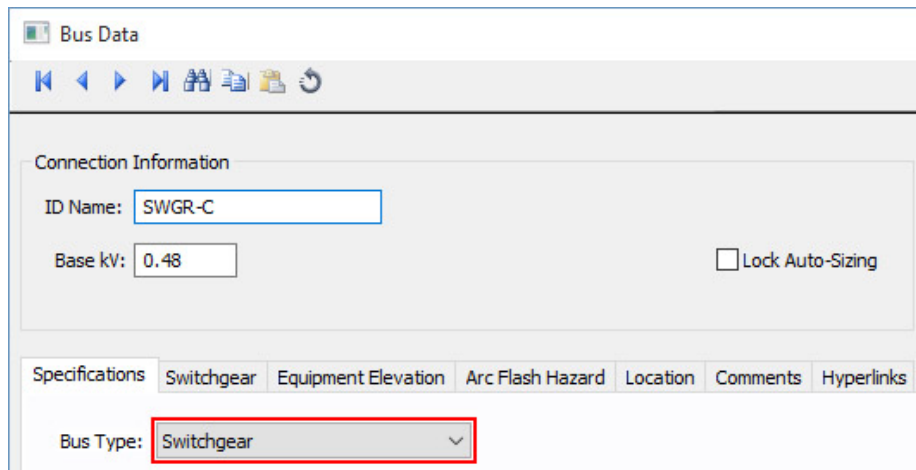 Bus Data
Connection Information
ID Name: SWGR-C
Base kV: 0.48
Lock Auto-Sizing
Specifications Switchgear Equipment Elevation Arc Flash Hazard Location Comments Hyperlinks
Bus Type: Switchgear